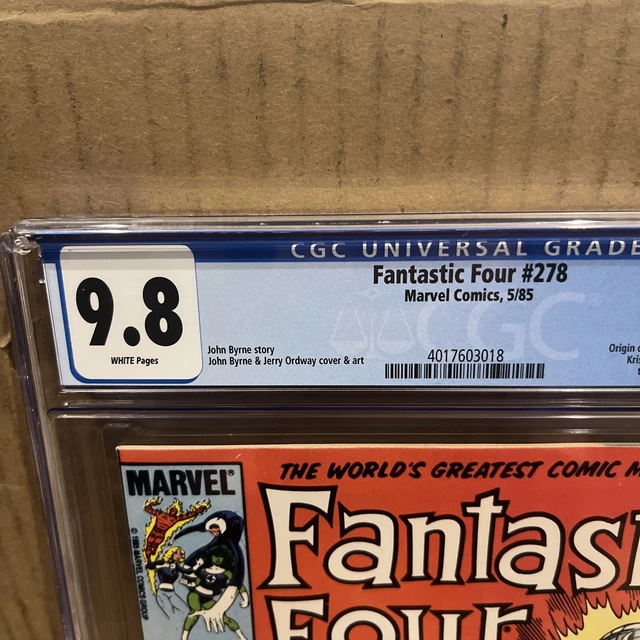 CGC UNIVERSAL GRADE
9.8
WHITE Pages
Fantastic Four #278
Marvel Comics, 5/85
John Byrne story
John Byrne & Jerry Ordway cover & art
4017603018
CGC
Origin
MARVEL
THE WORLD'S GREATEST COMIC M
Fantas
Four